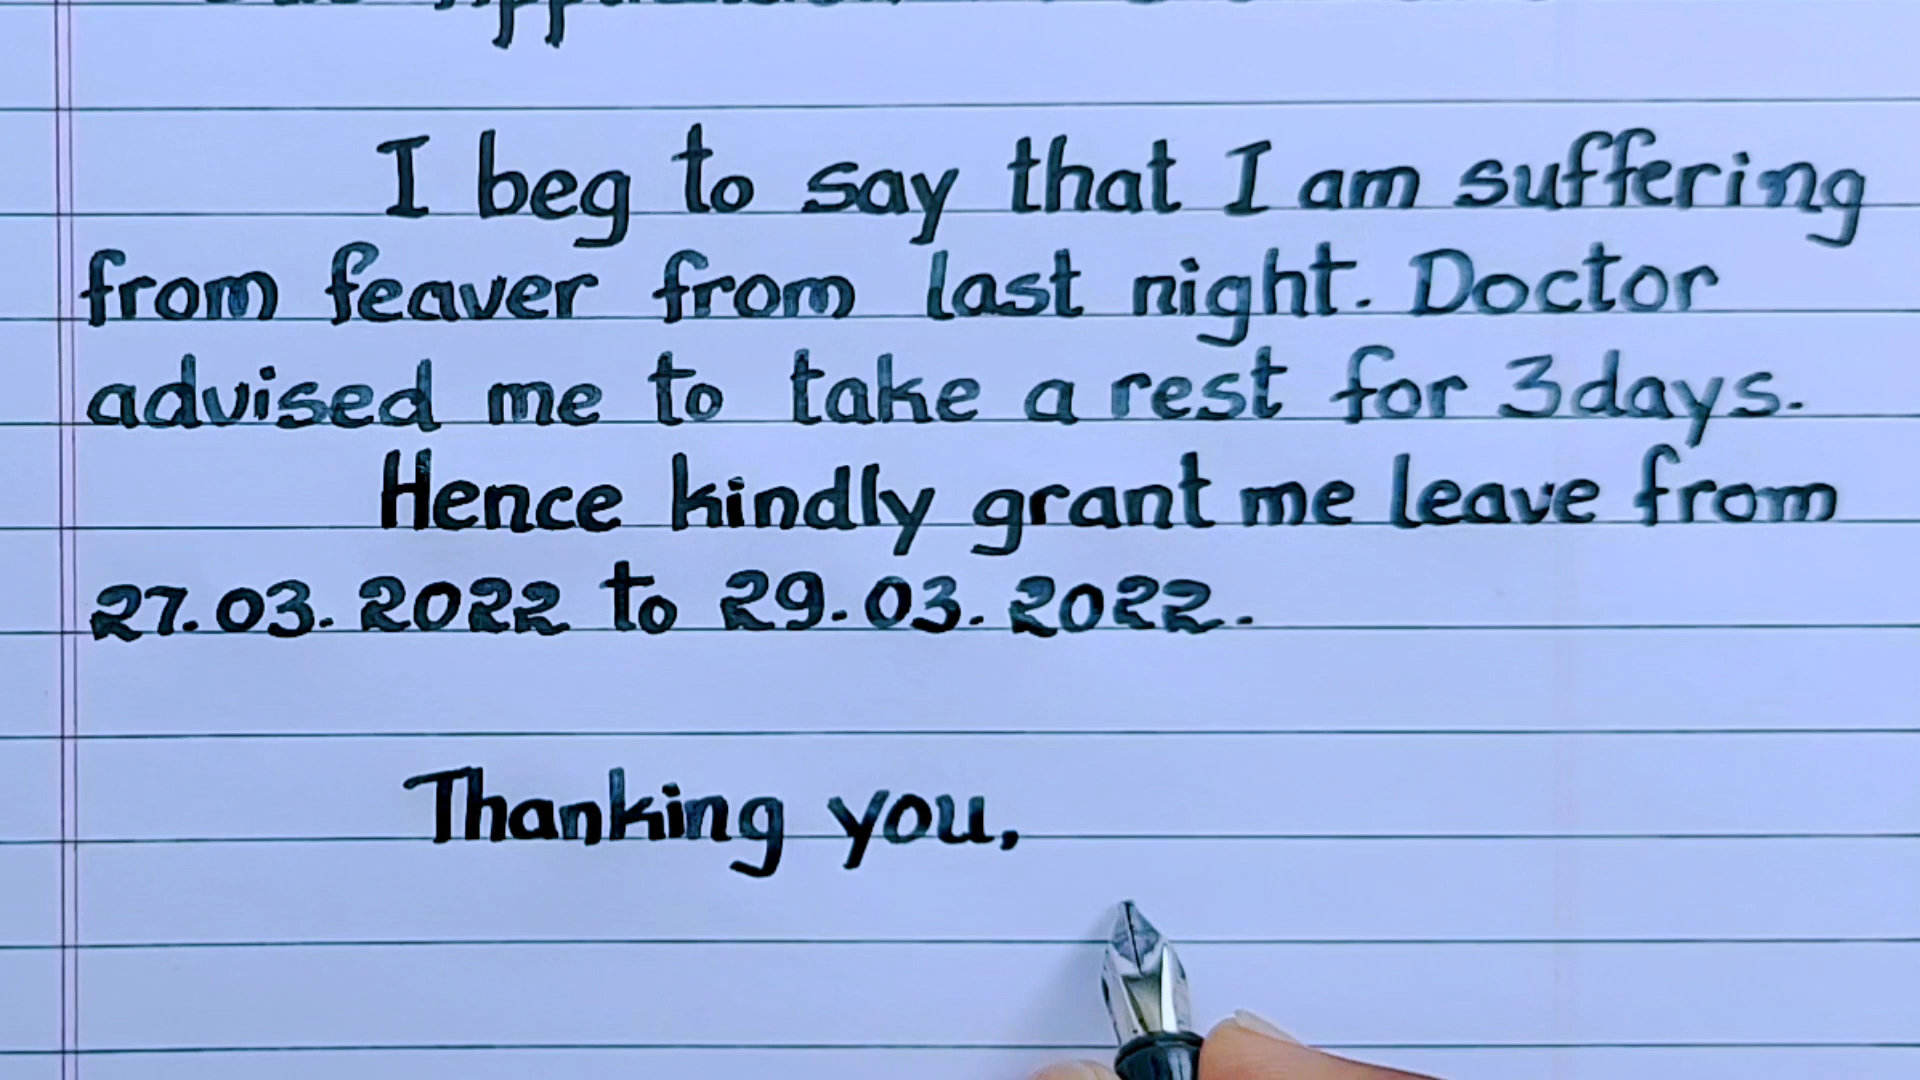 I beg to say that I am suffering
from feaver from last night. Doctor
advised me to take a rest for 3days.
Hence kindly grant me leave from
27.03.2022 to 29.03.2022.
Thanking you,